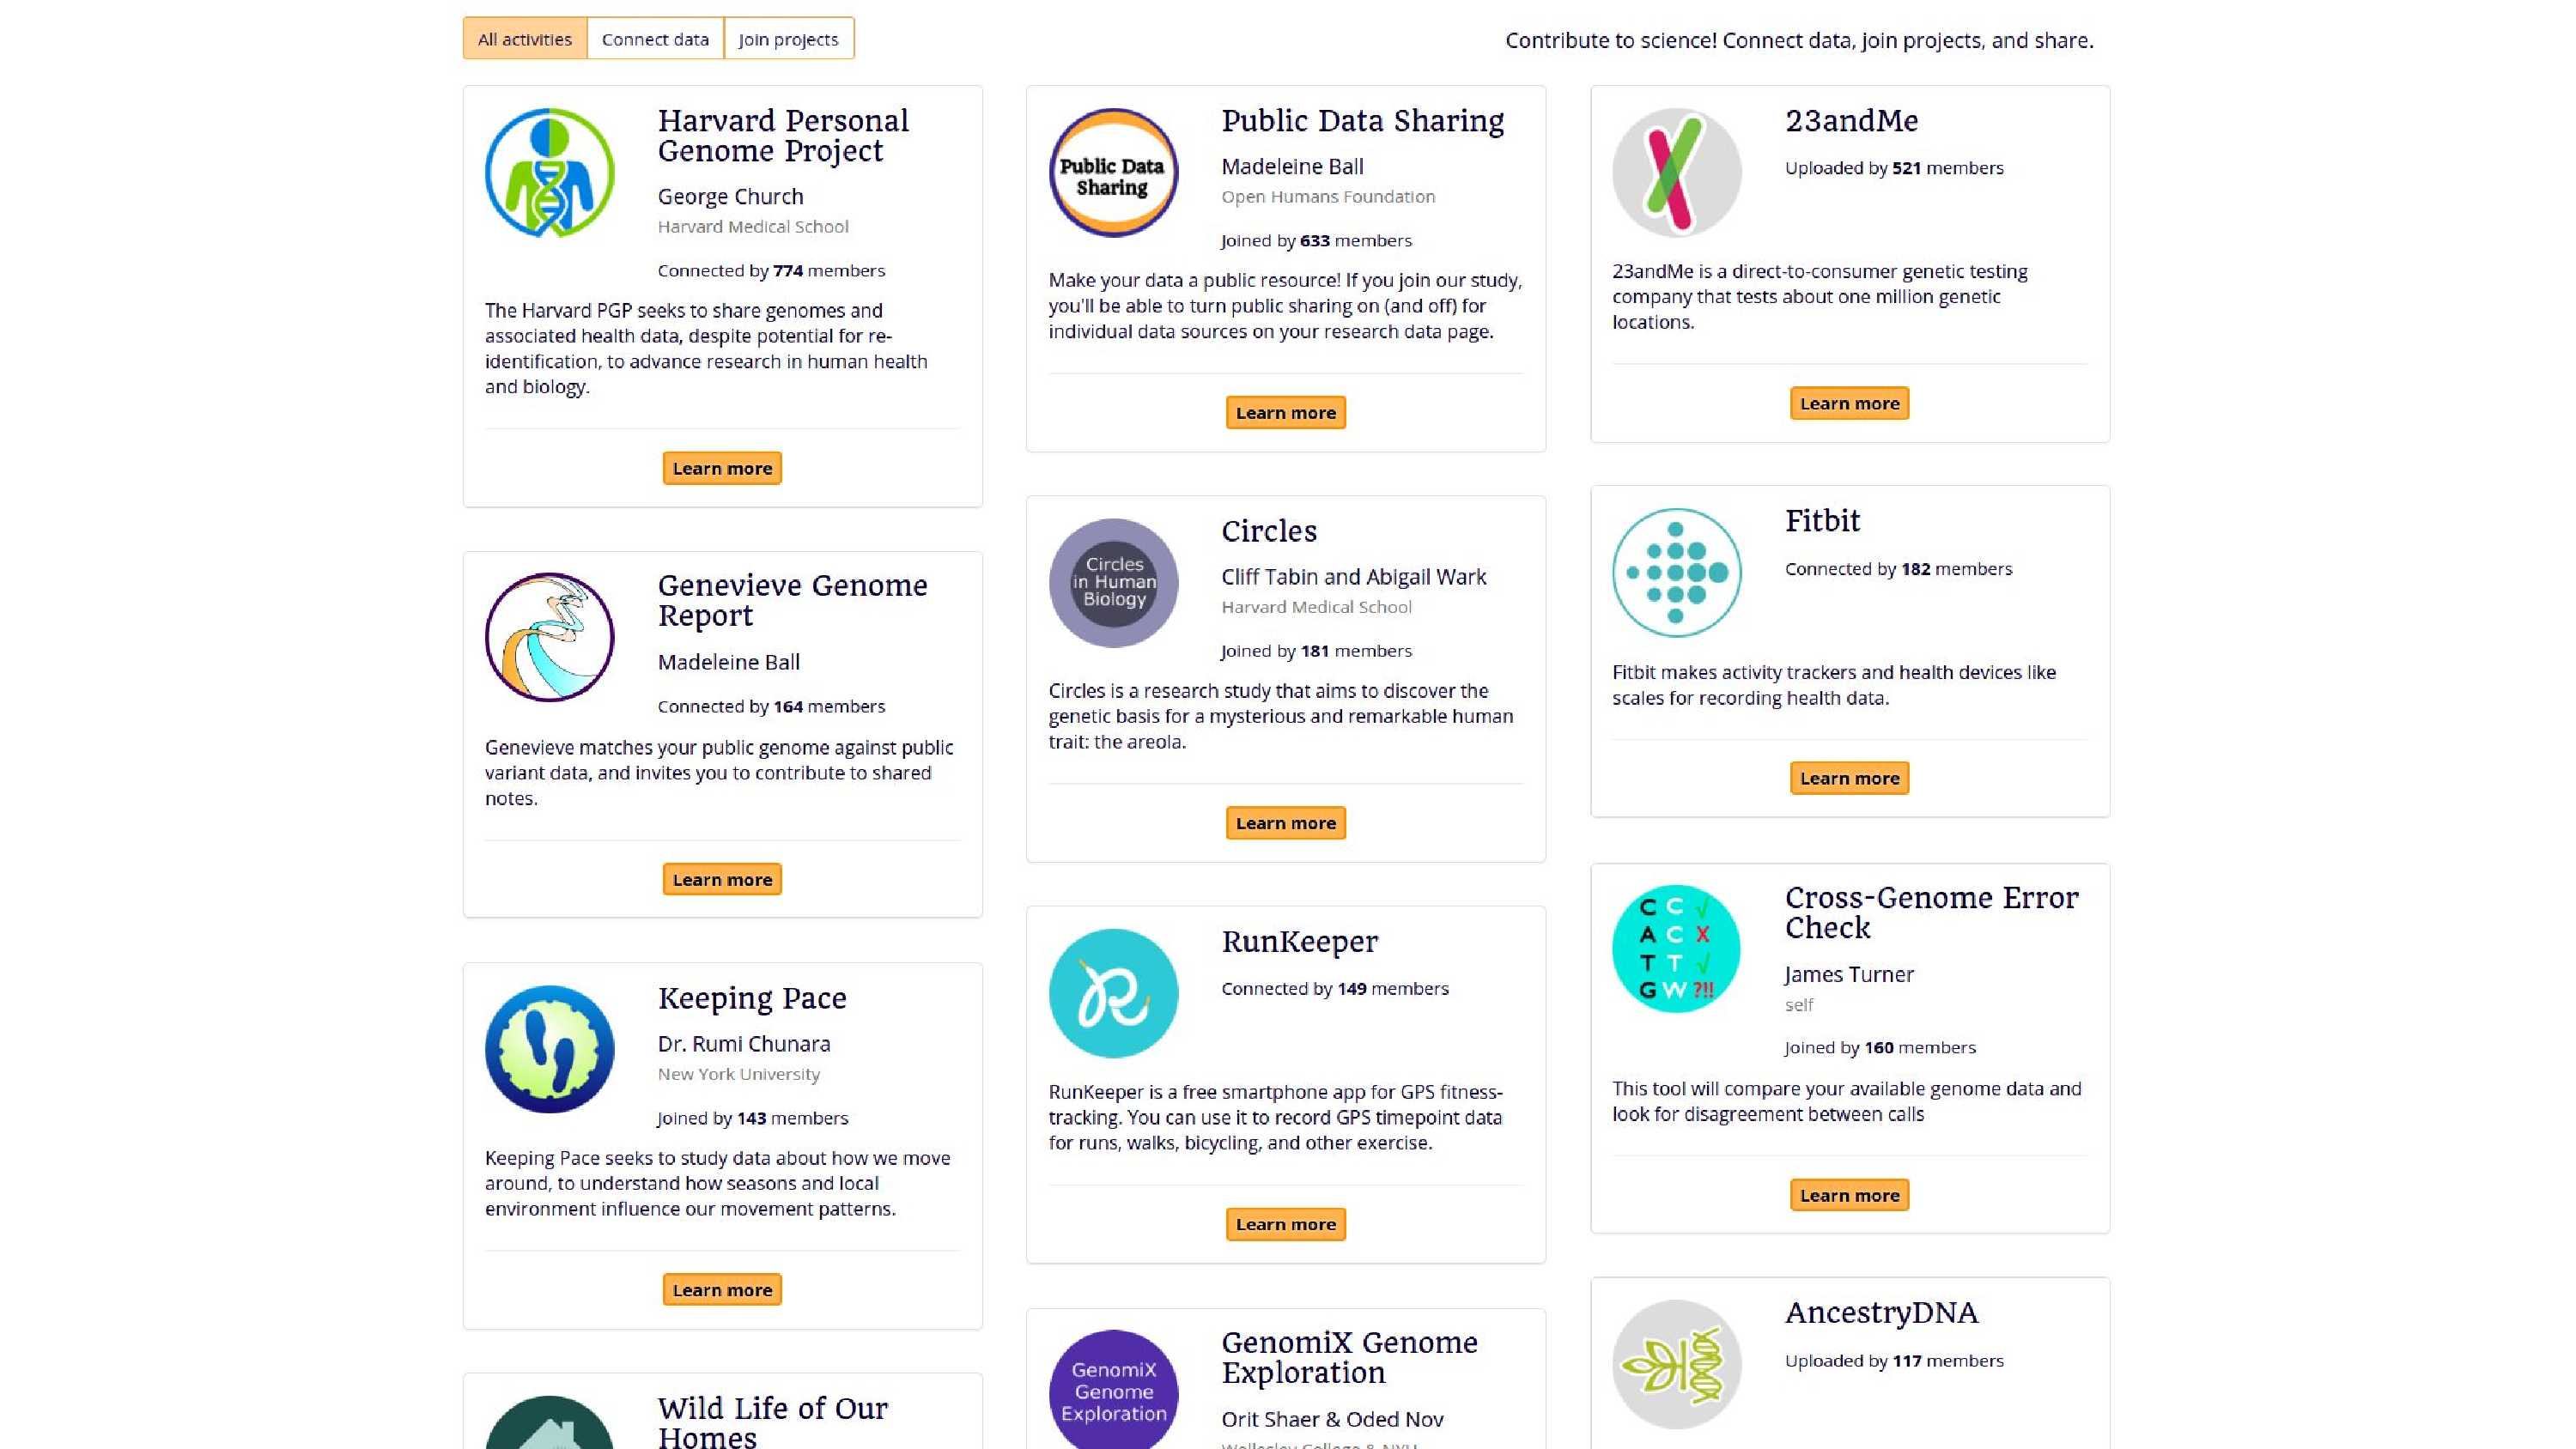 All activities
Connect data
Join projects
Contribute to science! Connect data, join projects, and share.
Harvard Personal
Genome Project
George Church
Harvard Medical School
Connected by 774 members
The Harvard PGP seeks to share genomes and
associated health data, despite potential for re-
identification, to advance research in human health
and biology.
Learn more
Public Data
Sharing
Public Data Sharing
Madeleine Ball
Open Humans Foundation
Joined by 633 members
Make your data a public resource! If you join our study,
you'll be able to turn public sharing on (and off) for
individual data sources on your research data page.
Learn more
23andMe
Uploaded by 521 members
23andMe is a direct-to-consumer genetic testing
company that tests about one million genetic
locations.
Learn more
Genevieve Genome
Report
Madeleine Ball
Connected by 164 members
Genevieve matches your public genome against public
variant data, and invites you to contribute to shared
notes.
Learn more
Circles
in Human
Biology
Circles
Cliff Tabin and Abigail Wark
Harvard Medical School
Joined by 181 members
Circles is a research study that aims to discover the
genetic basis for a mysterious and remarkable human
trait: the areola.
Learn more
Fitbit
Connected by 182 members
Fitbit makes activity trackers and health devices like
scales for recording health data.
Learn more
Keeping Pace
Dr. Rumi Chunara
New York University
Joined by 143 members
Keeping Pace seeks to study data about how we move
around, to understand how seasons and local
environment influence our movement patterns.
Learn more
RunKeeper
Connected by 149 members
RunKeeper is a free smartphone app for GPS fitness-
tracking. You can use it to record GPS timepoint data
for runs, walks, bicycling, and other exercise.
Learn more
C C √
A C X
T T √
G W ?!!
Cross-Genome Error
Check
James Turner
self
Joined by 160 members
This tool will compare your available genome data and
look for disagreement between calls
Learn more
Wild Life of Our
Homes
GenomiX
Genome
Exploration
GenomiX Genome
Exploration
Orit Shaer & Oded Nov
AncestryDNA
Uploaded by 117 members